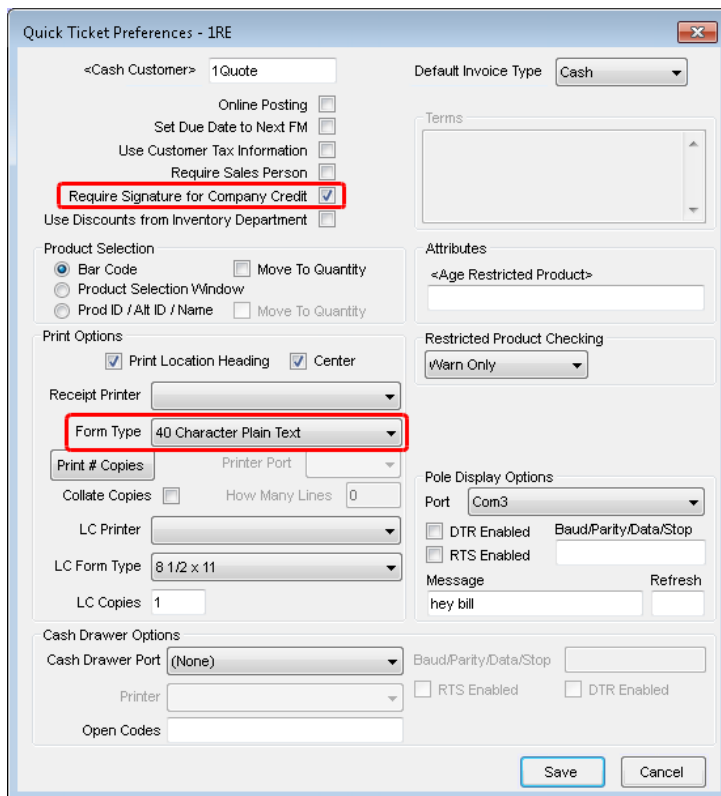 Quick Ticket Preferences - 1RE
<Cash Customer> 1Quote
Default Invoice Type Cash
Online Posting
Set Due Date to Next FM
Use Customer Tax Information
Require Sales Person
Require Signature for Company Credit
Use Discounts from Inventory Department
Terms
Product Selection
Bar Code Move To Quantity
Product Selection Window
Prod ID / Alt ID / Name Move To Quantity
Attributes
<Age Restricted Product>
Print Options
Print Location Heading Center
Receipt Printer
Form Type 40 Character Plain Text
Print # Copies Printer Port
Collate Copies How Many Lines 0
LC Printer
LC Form Type 8 1/2 x 11
LC Copies 1
Restricted Product Checking
Warn Only
Pole Display Options
Port Com3
DTR Enabled Baud/Parity/Data/Stop
RTS Enabled
Message Refresh
hey bill
Cash Drawer Options
Cash Drawer Port (None) Baud/Parity/Data/Stop
Printer RTS Enabled DTR Enabled
Open Codes
Save Cancel